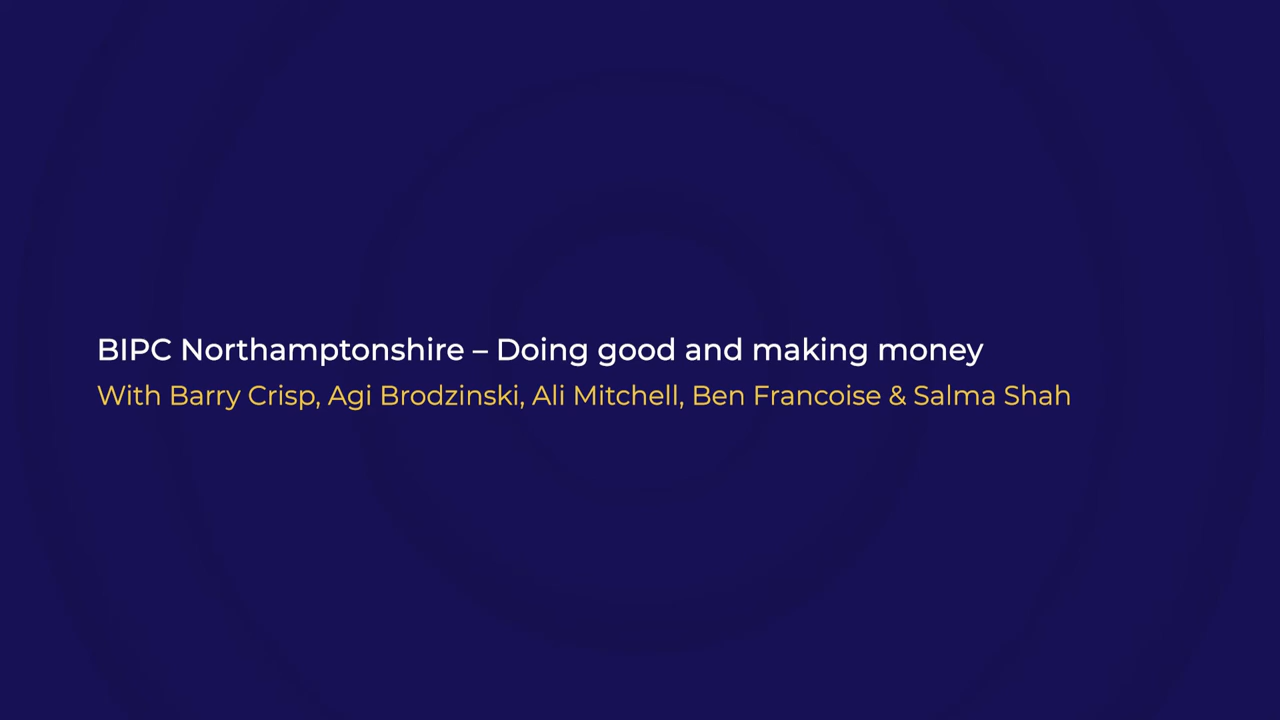 BIPC Northamptonshire – Doing good and making money
With Barry Crisp, Agi Brodzinski, Ali Mitchell, Ben Francoise & Salma Shah